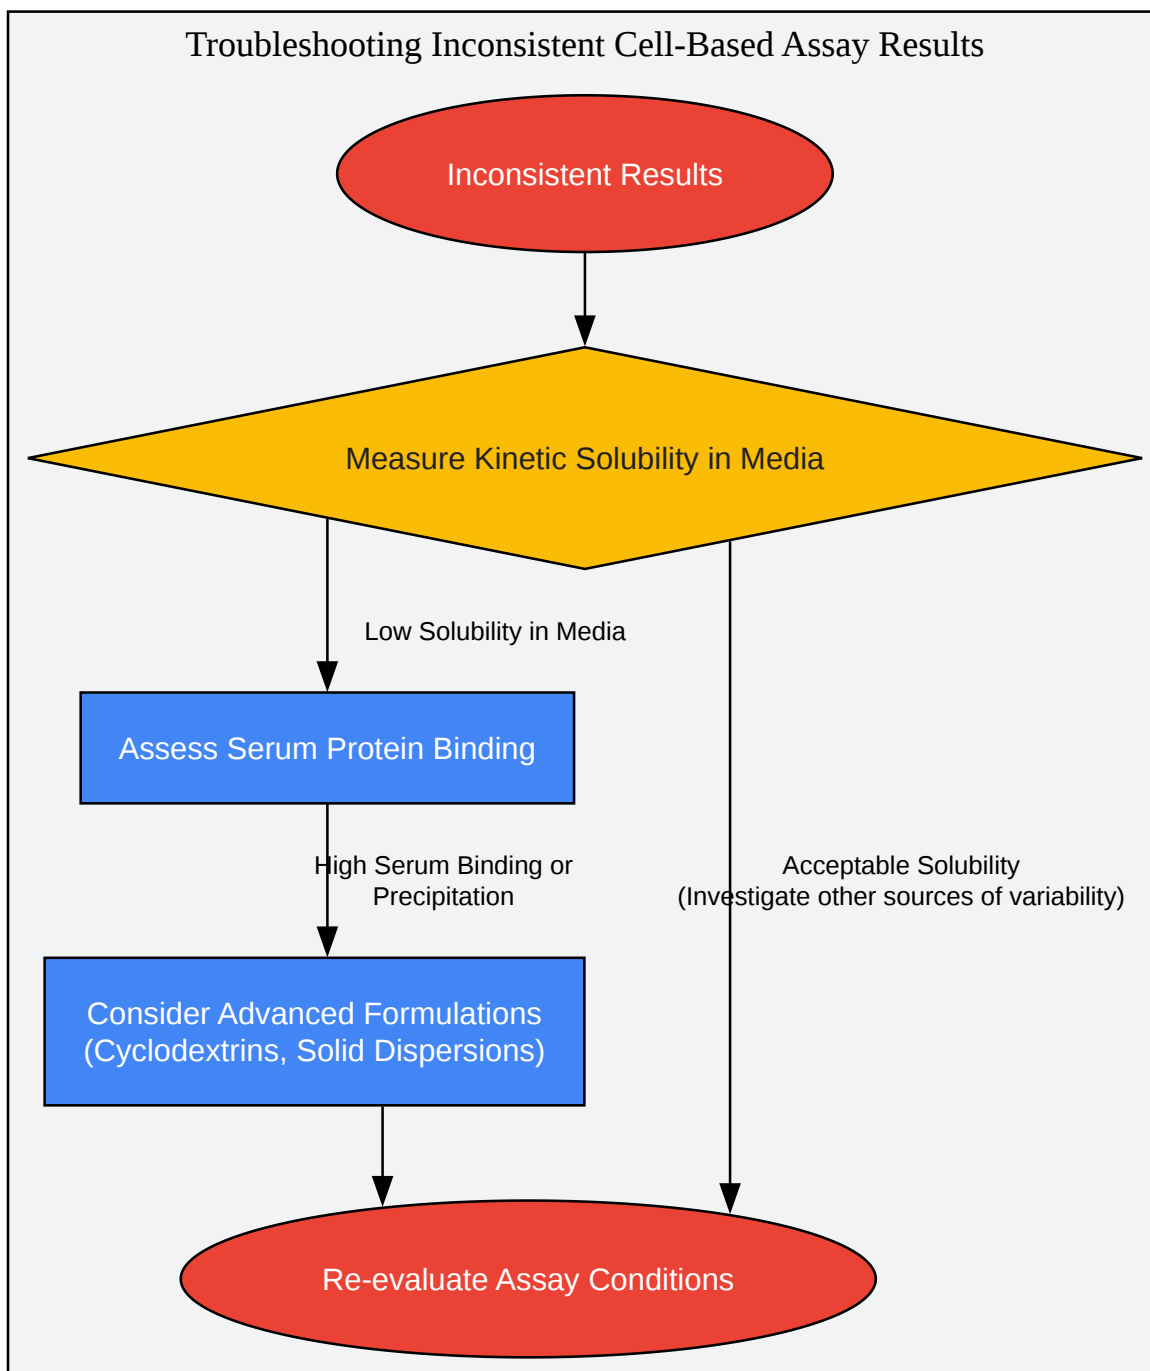 Troubleshooting Inconsistent Cell-Based Assay Results
Inconsistent Results
Measure Kinetic Solubility in Media
Low Solubility in Media
Assess Serum Protein Binding
High Serum Binding or
Precipitation
Acceptable Solubility
(Investigate other sources of variability)
Consider Advanced Formulations
(Cyclodextrins, Solid Dispersions)
Re-evaluate Assay Conditions